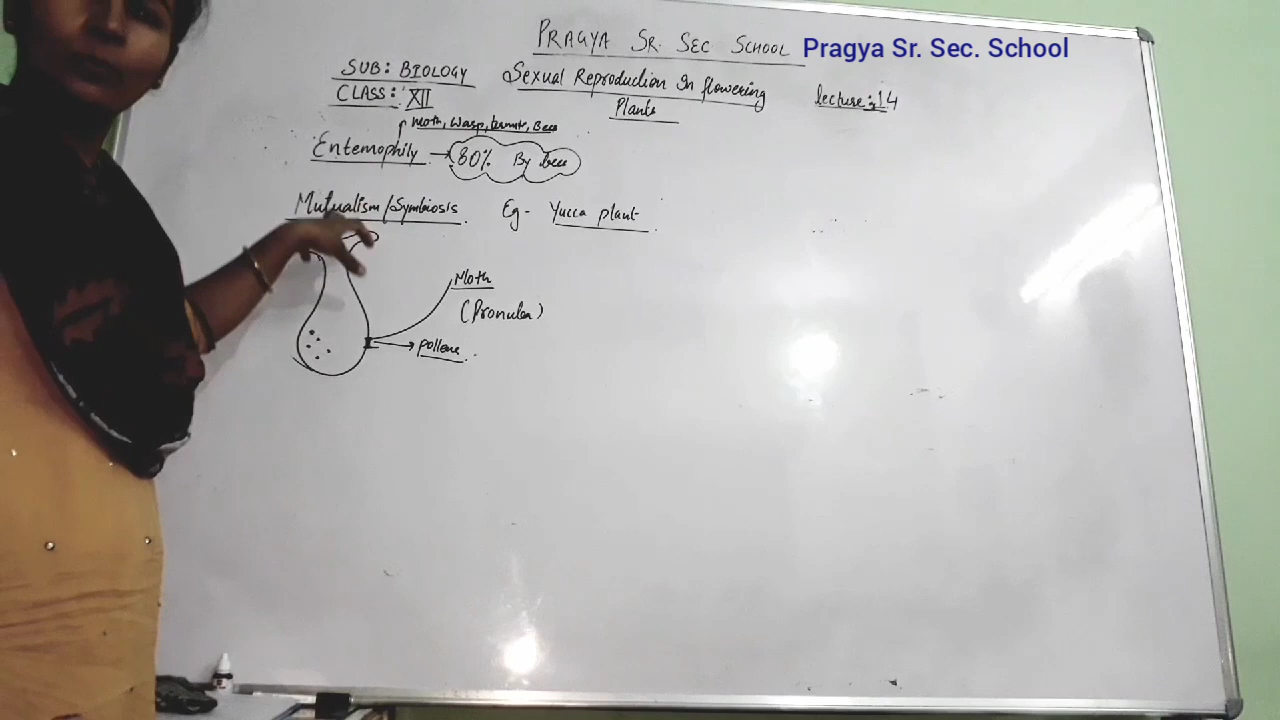 PRAGYA SR. SEC SCHOOL Pragya Sr. Sec. School
SUB: BIOLOGY Sexual Reproduction In flowering
CLASS: XII Plants lecture: 14
Moth, Wasp, Bees
Entemophily → 80% By bee
Mutualism/Symbiosis Eg- Yucca plant
Moth
(Pronuba)
pollens